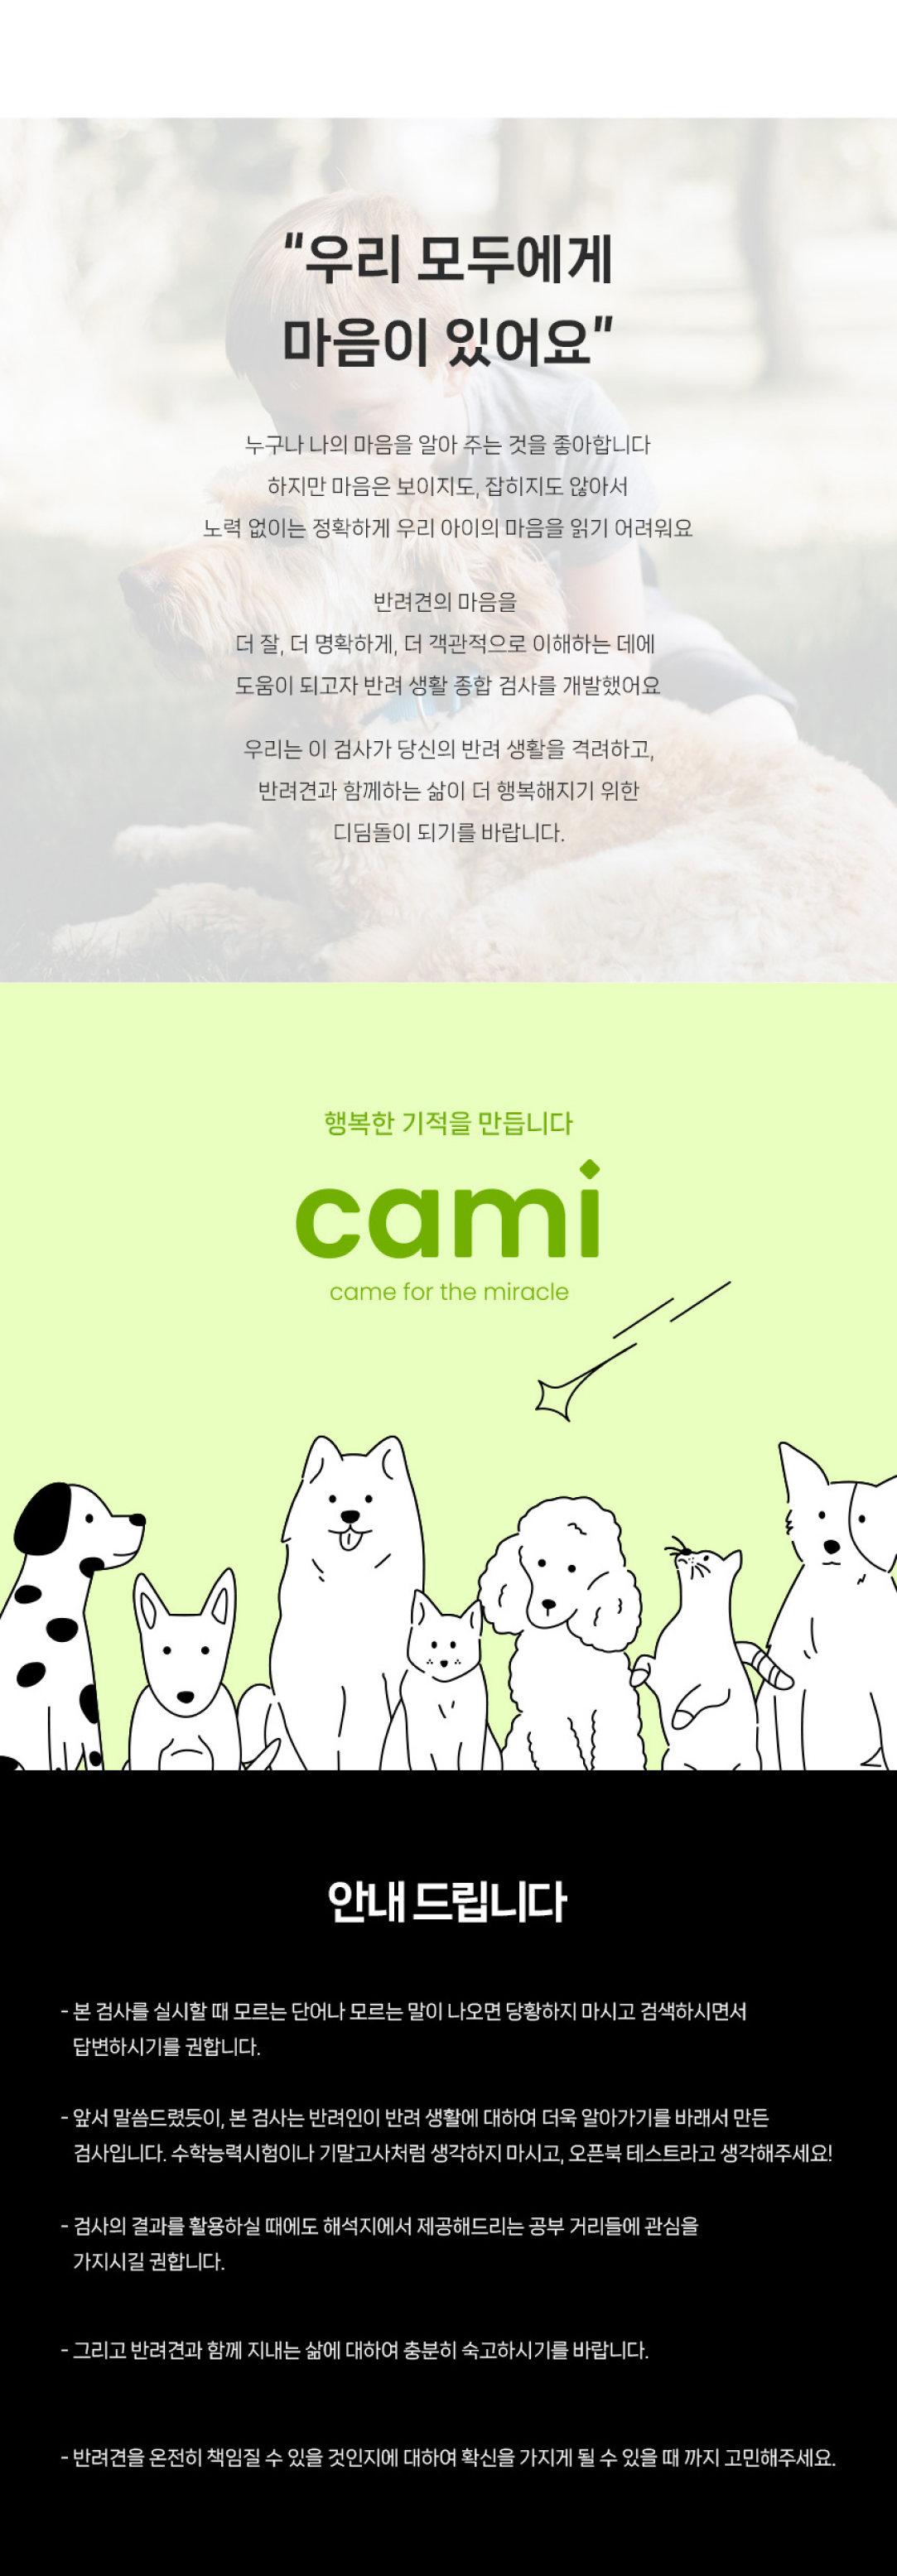 "우리 모두에게
마음이 있어요"
누구나 나의 마음을 알아 주는 것을 좋아합니다
하지만 마음은 보이지도, 잡히지도 않아서
노력 없이는 정확하게 우리 아이의 마음을 읽기 어려워요
반려견의 마음을
더 잘, 더 명확하게, 더 객관적으로 이해하는 데에
도움이 되고자 반려 생활 종합 검사를 개발했어요
우리는 이 검사가 당신의 반려 생활을 격려하고,
반려견과 함께하는 삶이 더 행복해지기 위한
디딤돌이 되기를 바랍니다.
행복한 기적을 만듭니다
cami
came for the miracle
안내 드립니다
- 본 검사를 실시할 때 모르는 단어나 모르는 말이 나오면 당황하지 마시고 검색하시면서
답변하시기를 권합니다.
- 앞서 말씀드렸듯이, 본 검사는 반려인이 반려 생활에 대하여 더욱 알아가기를 바래서 만든
검사입니다. 수학능력시험이나 기말고사처럼 생각하지 마시고, 오픈북 테스트라고 생각해주세요!
- 검사의 결과를 활용하실 때에도 해석지에서 제공해드리는 공부 거리들에 관심을
가지시길 권합니다.
- 그리고 반려견과 함께 지내는 삶에 대하여 충분히 숙고하시기를 바랍니다.
- 반려견을 온전히 책임질 수 있을 것인지에 대하여 확신을 가지게 될 수 있을 때 까지 고민해주세요.